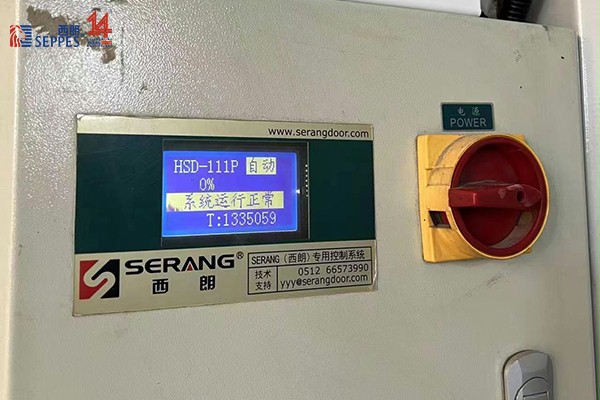 西朗
SEPPES
14
www.serangdoor.com
HSD-111P 自动
0%
系统运行正常
T:1335059
SERANG®
西朗
SERANG（西朗）专用控制系统
技术支持
0512 66573990
yyy@serangdoor.com
电源
POWER